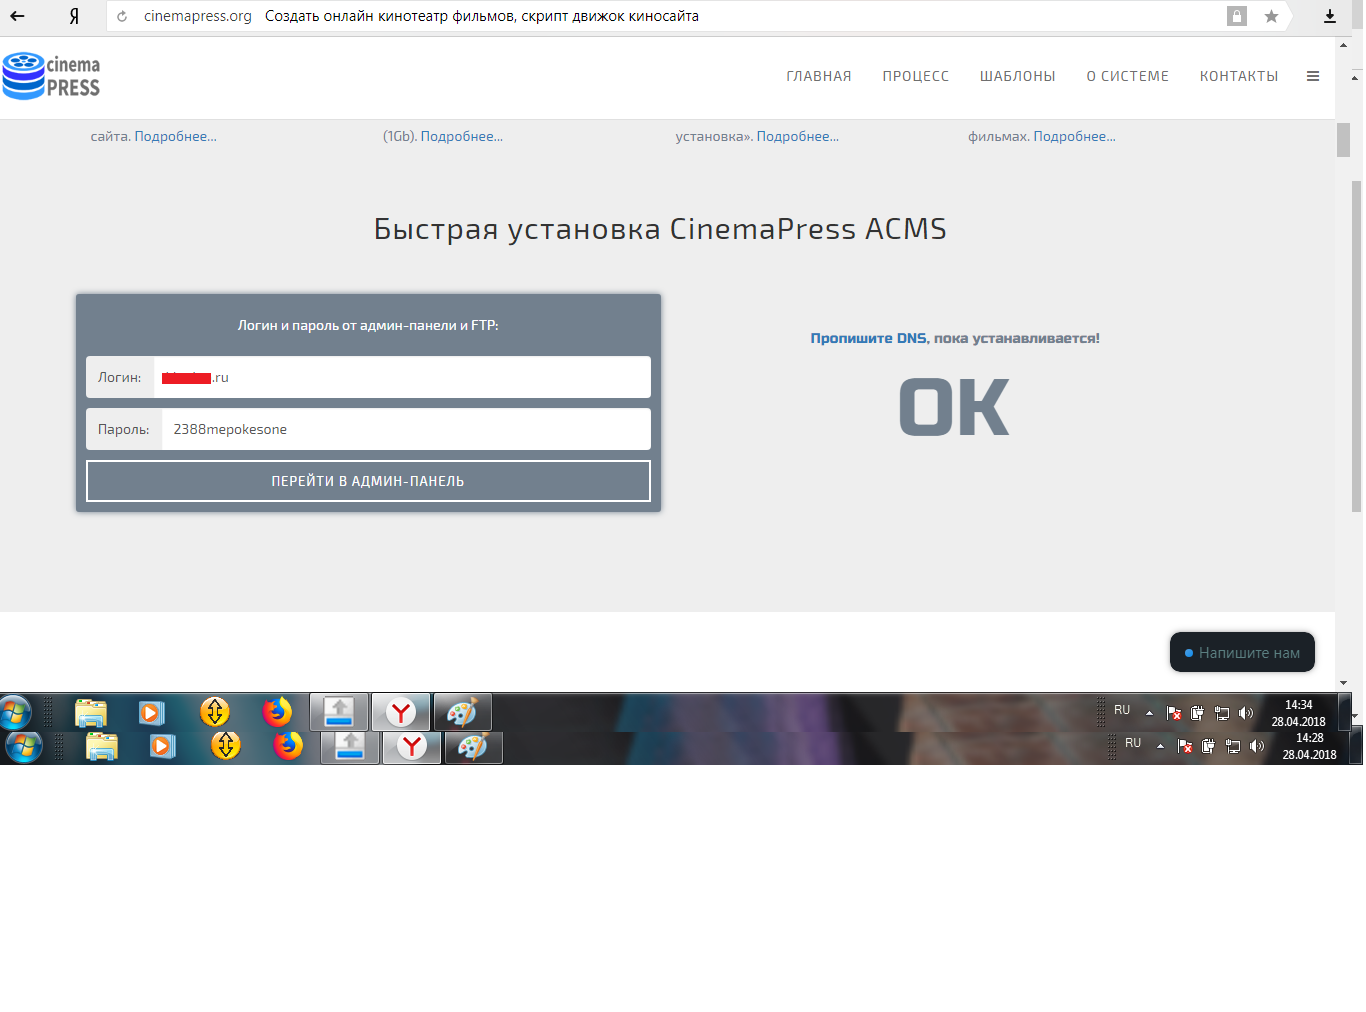 cinemapress.org Создать онлайн кинотеатр фильмов, скрипт движок киносайта
cinema
PRESS
ГЛАВНАЯ ПРОЦЕСС ШАБЛОНЫ О СИСТЕМЕ КОНТАКТЫ
сайта. Подробнее...
(1Gb). Подробнее...
установка». Подробнее...
фильмах. Подробнее...
Быстрая установка CinemaPress ACMS
Логин и пароль от админ-панели и FTP:
Логин: .ru
Пароль: 2388mepokesone
ПЕРЕЙТИ В АДМИН-ПАНЕЛЬ
Пропишите DNS, пока устанавливается!
OK
Напишите нам
RU
14:34
28.04.2018
RU
14:28
28.04.2018